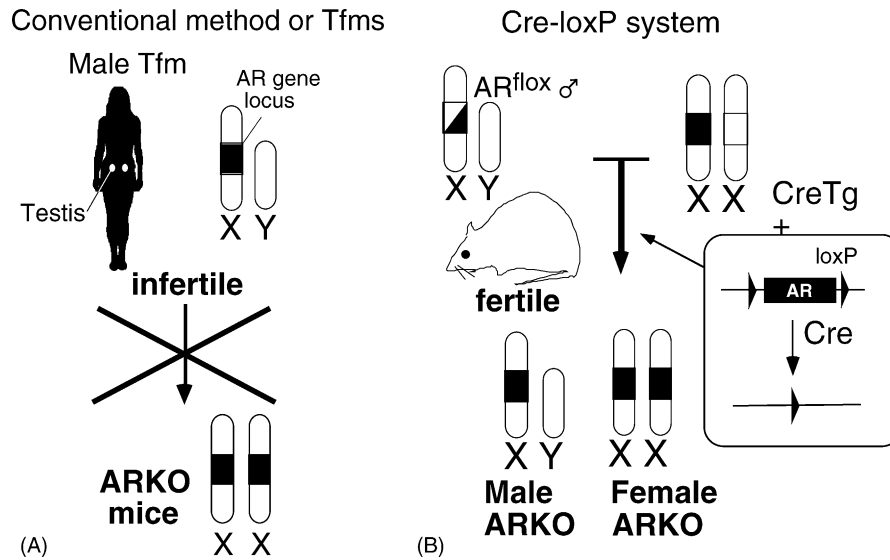 Conventional method or Tfms
Male Tfm
AR gene
locus
Testis
X Y
infertile
ARKO
mice
X X
(A)
Cre-loxP system
ARflox ♂
X Y
X X
CreTg
+
loxP
AR
Cre
fertile
X Y
X X
Male
ARKO
Female
ARKO
(B)